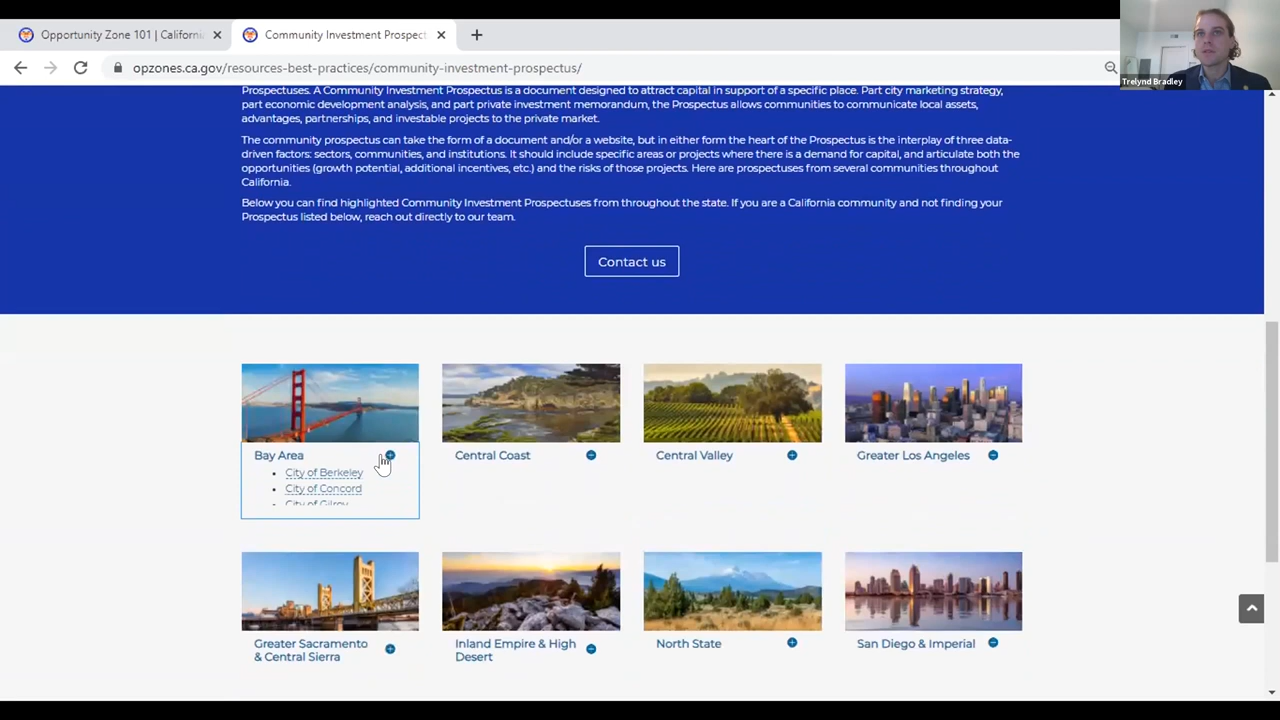 Opportunity Zone 101 | Californi
Community Investment Prospect
opzones.ca.gov/resources-best-practices/community-investment-prospectus/
Trelynd Bradley
Prospectuses. A Community Investment Prospectus is a document designed to attract capital in support of a specific place. Part city marketing strategy,
part economic development analysis, and part private investment memorandum, the Prospectus allows communities to communicate local assets,
advantages, partnerships, and investable projects to the private market.
The community prospectus can take the form of a document and/or a website, but in either form the heart of the Prospectus is the interplay of three data-
driven factors: sectors, communities, and institutions. It should include specific areas or projects where there is a demand for capital, and articulate both the
opportunities (growth potential, additional incentives, etc.) and the risks of those projects. Here are prospectuses from several communities throughout
California.
Below you can find highlighted Community Investment Prospectuses from throughout the state. If you are a California community and not finding your
Prospectus listed below, reach out directly to our team.
Contact us
Bay Area
City of Berkeley
City of Concord
City of Gilroy
Central Coast
Central Valley
Greater Los Angeles
Greater Sacramento
& Central Sierra
Inland Empire & High
Desert
North State
San Diego & Imperial